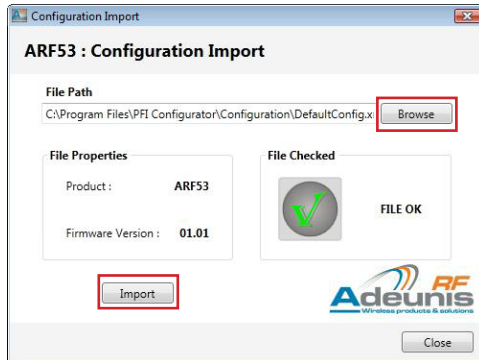 Configuration Import
ARF53 : Configuration Import
File Path
C:\Program Files\PFI Configurator\Configuration\DefaultConfig.x
Browse
File Properties
Product : ARF53
Firmware Version : 01.01
File Checked
FILE OK
Import
Adeunis RF
Wireless products & solutions
Close